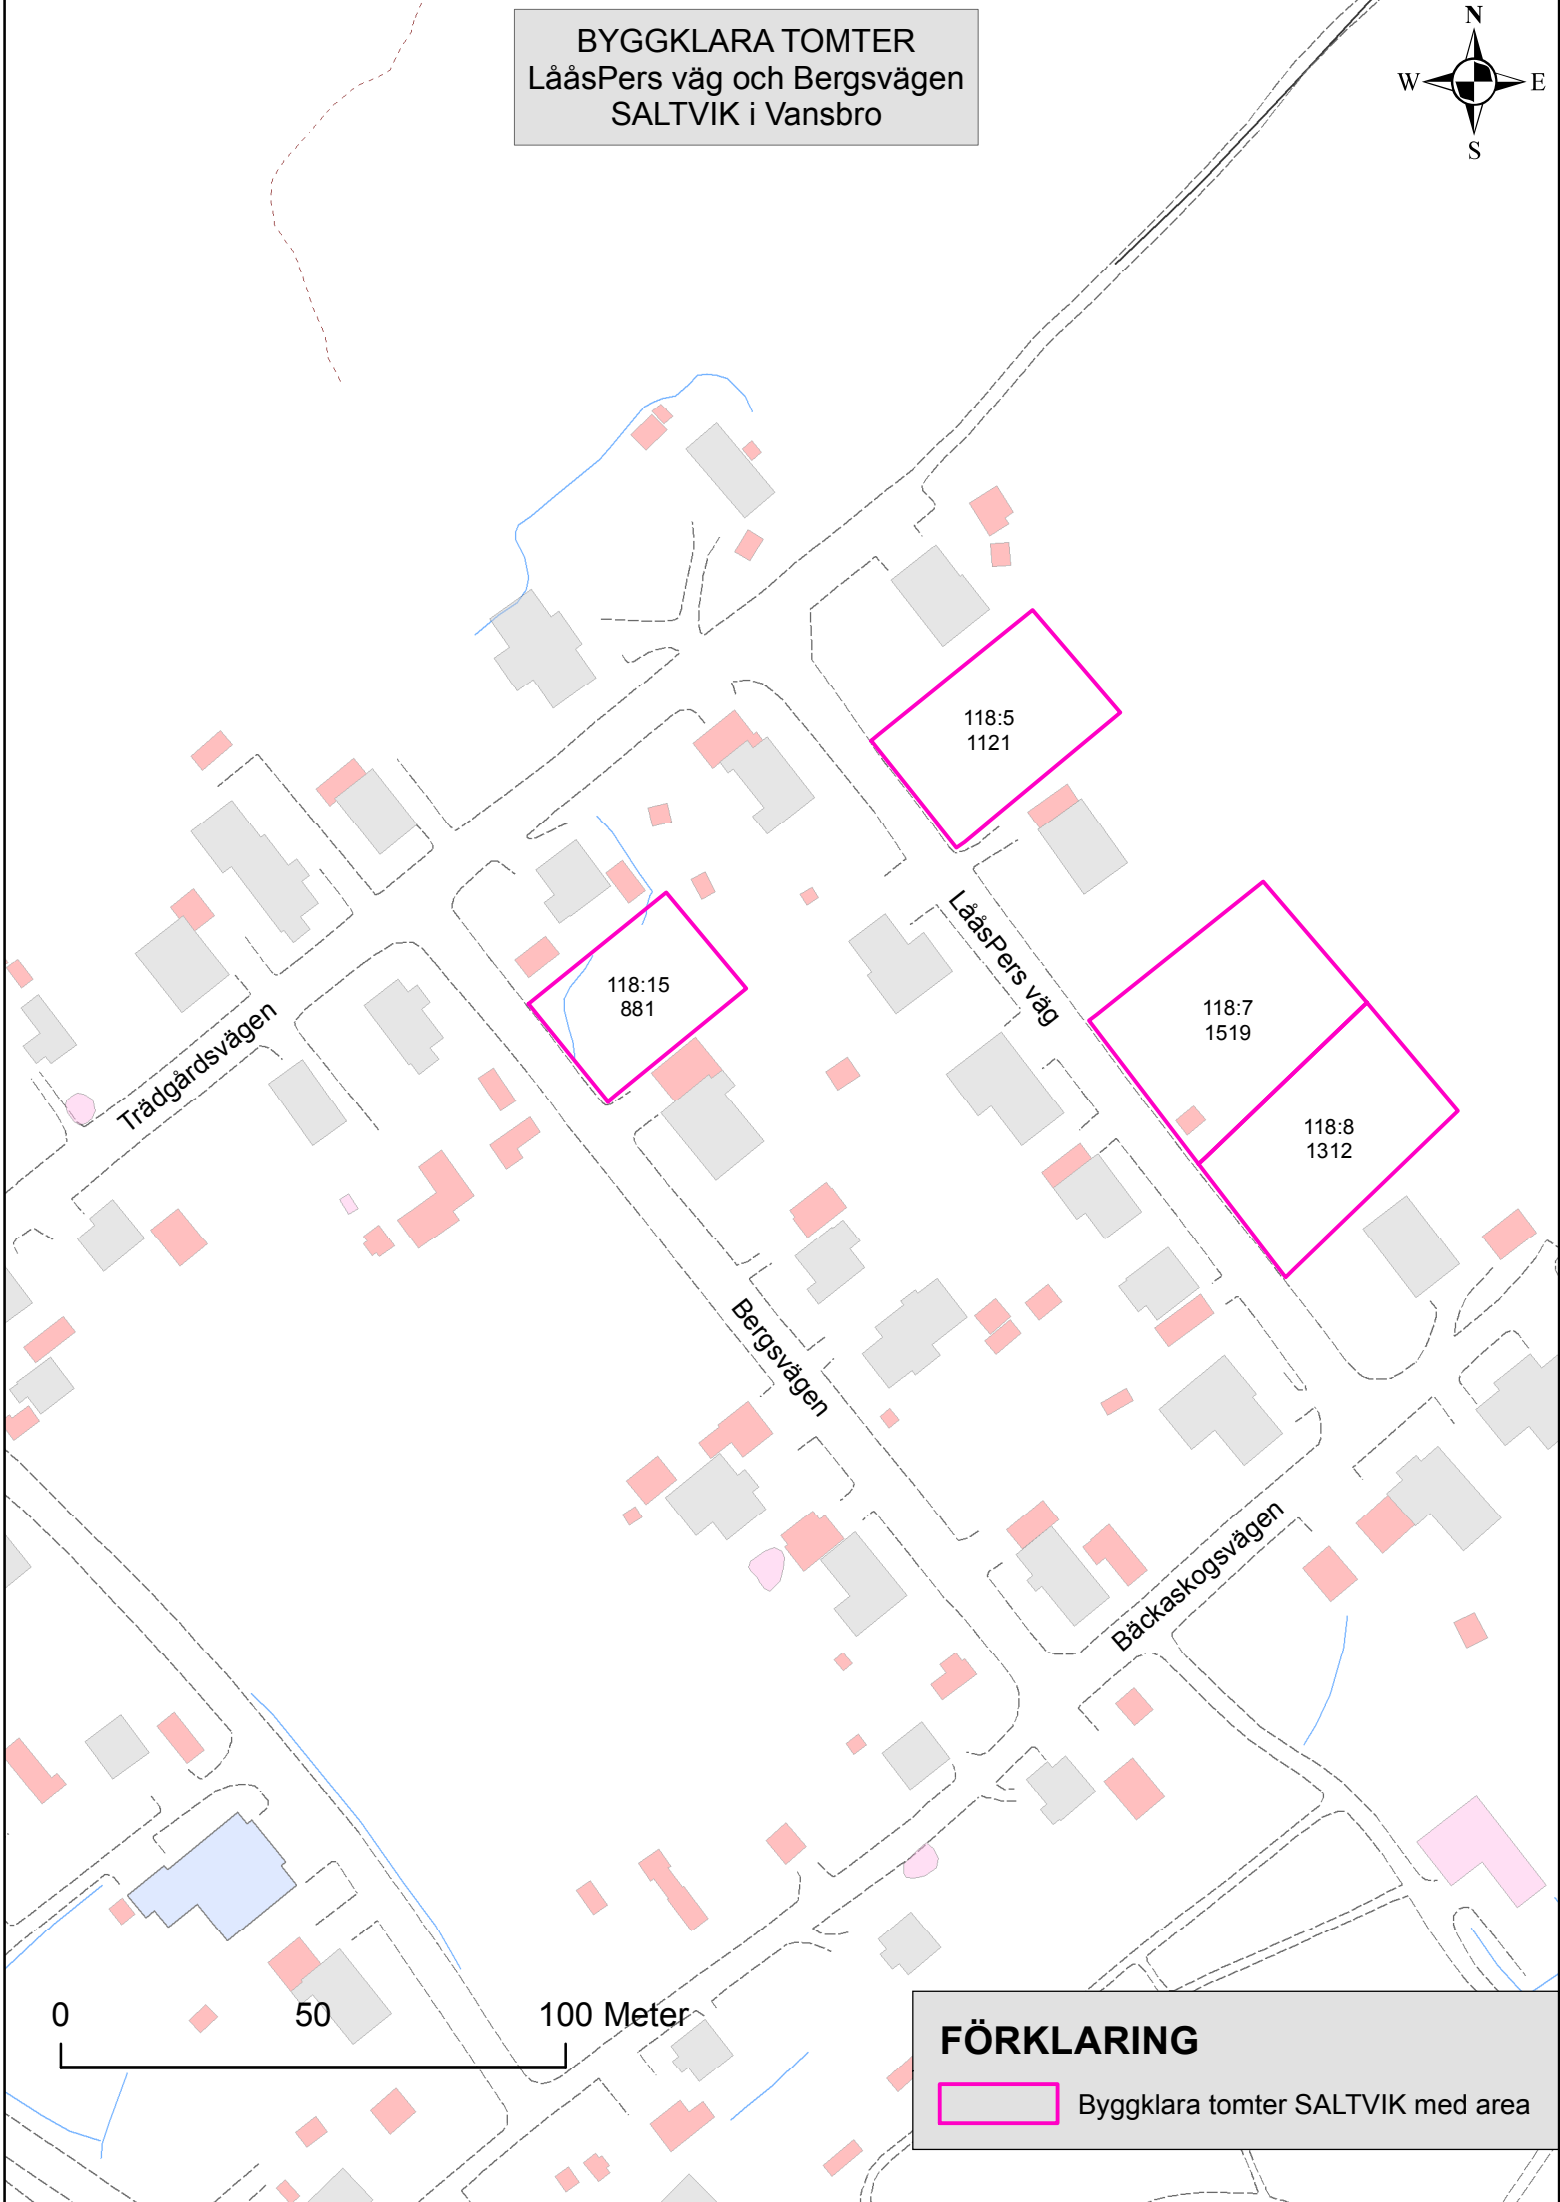 BYGGKLARA TOMTER
LååsPers väg och Bergsvägen
SALTVIK i Vansbro
N
W
E
S
118:5
1121
LååsPers väg
118:15
881
118:7
1519
Trädgårdsvägen
118:8
1312
Bergsvägen
Bäckaskogsvägen
0
50
100 Meter
FÖRKLARING
Byggklara tomter SALTVIK med area